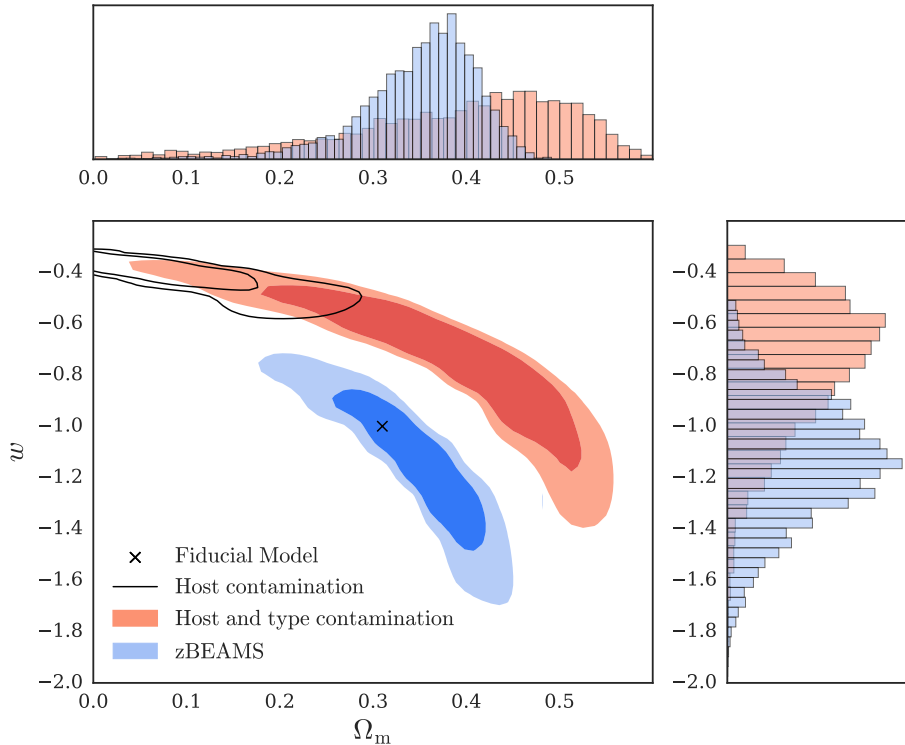 0.0 0.1 0.2 0.3 0.4 0.5
−0.4 −0.4
−0.6 −0.6
−0.8 −0.8
−1.0 −1.0
w
−1.2 −1.2
−1.4 −1.4
Fiducial Model
−1.6 −1.6
Host contamination
Host and type contamination
−1.8 −1.8
zBEAMS
−2.0 −2.0
0.0 0.1 0.2 0.3 0.4 0.5
Ωm